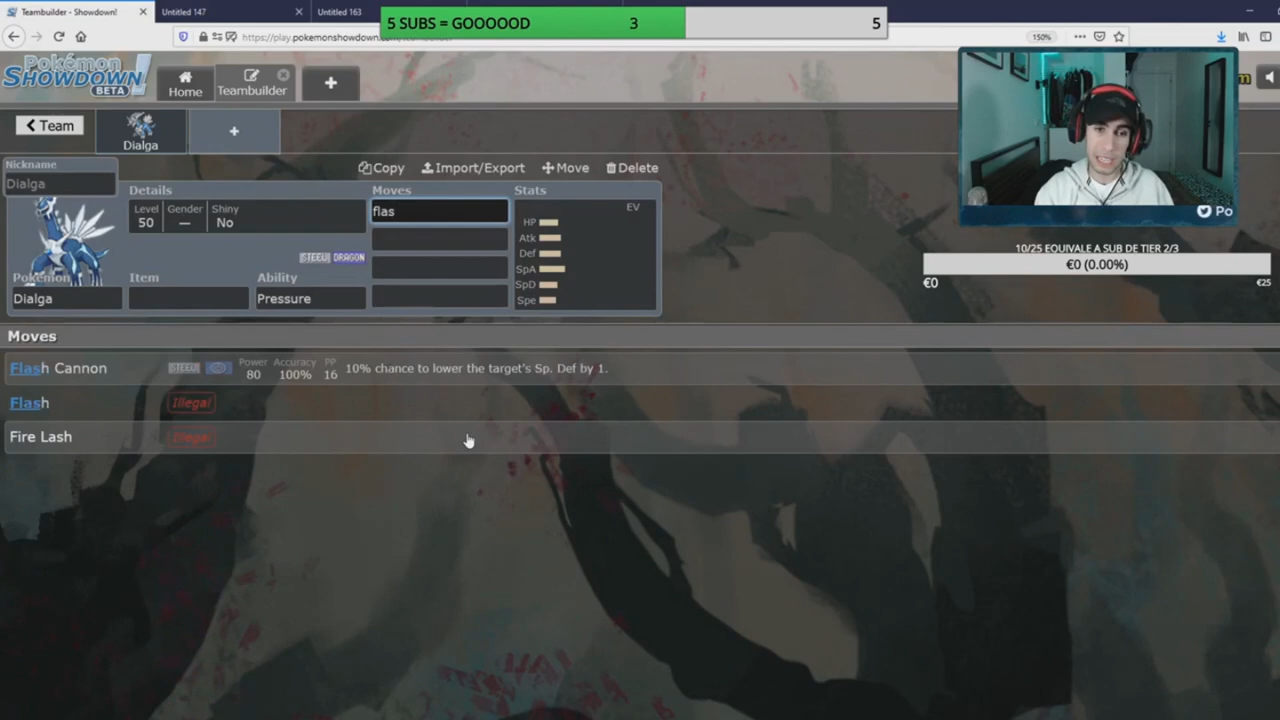 Teambuilder - Showdown!
Untitled 147
Untitled 163
5 SUBS = GOOOOOD 3 5
https://play.pokemonshowdown.
150%
Pokémon
SHOWDOWN!
BETA
Home
Teambuilder
+
< Team
Dialga
+
Nickname
Dialga
Copy
Import/Export
Move
Delete
Details
Level
50
Gender
—
Shiny
No
STEEL DRAGON
Pokémon
Dialga
Item
Ability
Pressure
Moves
flas
Stats
EV
HP
Atk
Def
SpA
SpD
Spe
Po
10/25 EQUIVALE A SUB DE TIER 2/3
€0 (0.00%)
€0
€25
Moves
Flash Cannon STEEL Power 80 Accuracy 100% PP 16 10% chance to lower the target's Sp. Def by 1.
Flash Illegal
Fire Lash Illegal